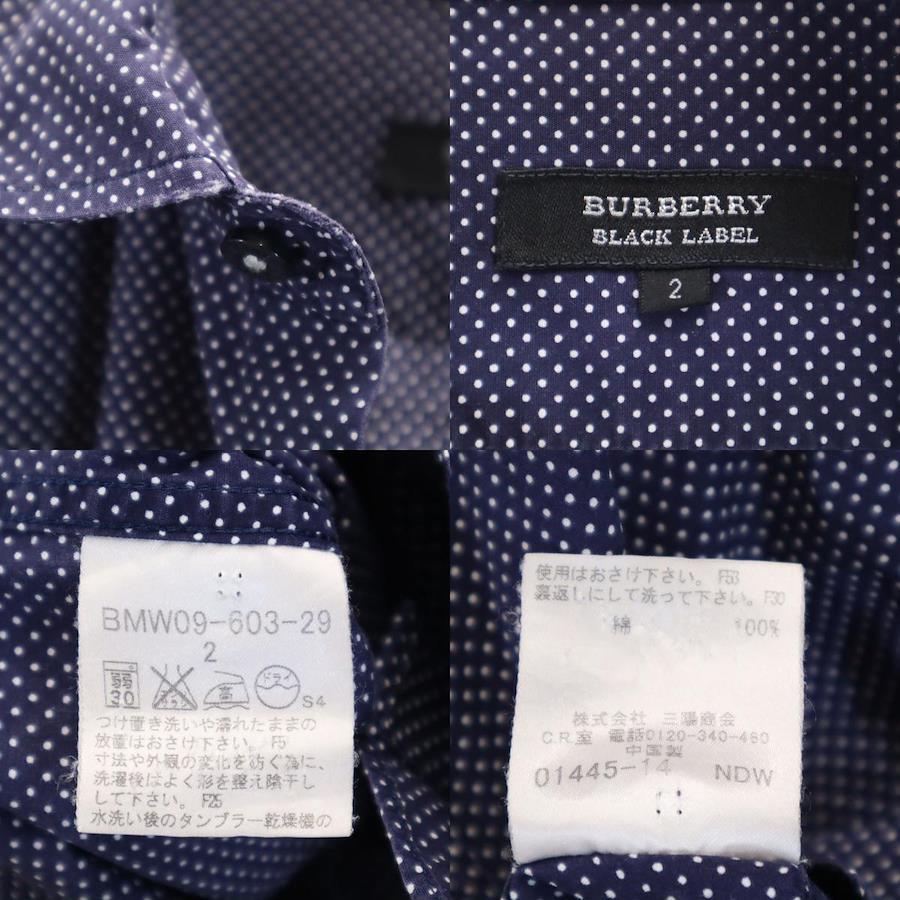 BURBERRY
BLACK LABEL
2
BMW09-603-29
2
弱 30 高 ドライ S4
つけ置き洗いや濡れたままの
放置はおさけ下さい。 F5
寸法や外観の変化を防ぐ為に、
洗濯後はよく形を整え陰干し
して下さい。 F25
水洗い後のタンブラー乾燥機の
使用はおさけ下さい。 F53
裏返しにして洗って下さい。 F30
綿 100%
株式会社 三陽商会
C.R.室 電話0120-340-460
中国製
01445-14 NDW